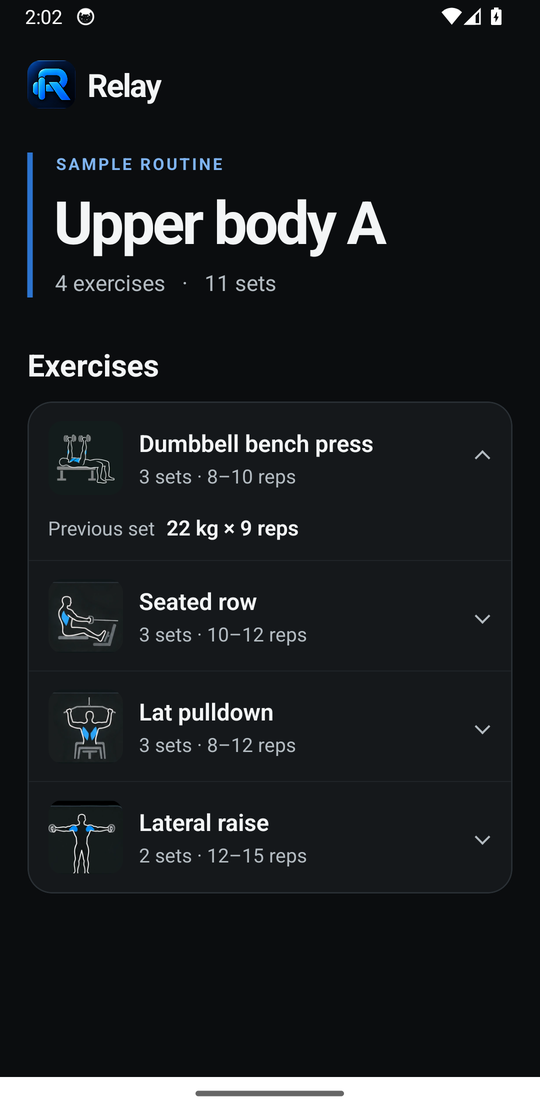 2:02
Relay
SAMPLE ROUTINE
Upper body A
4 exercises · 11 sets
Exercises
Dumbbell bench press
3 sets · 8–10 reps
Previous set 22 kg × 9 reps
Seated row
3 sets · 10–12 reps
Lat pulldown
3 sets · 8–12 reps
Lateral raise
2 sets · 12–15 reps